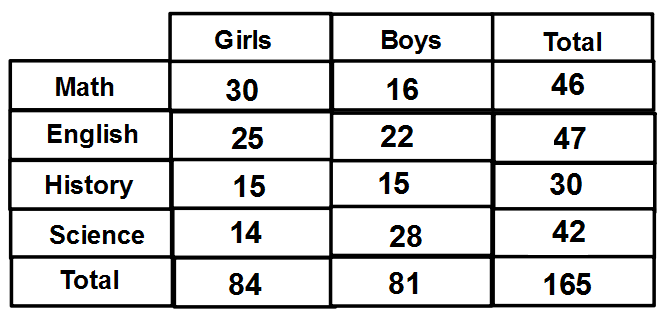 Girls Boys Total
Math 30 16 46
English 25 22 47
History 15 15 30
Science 14 28 42
Total 84 81 165